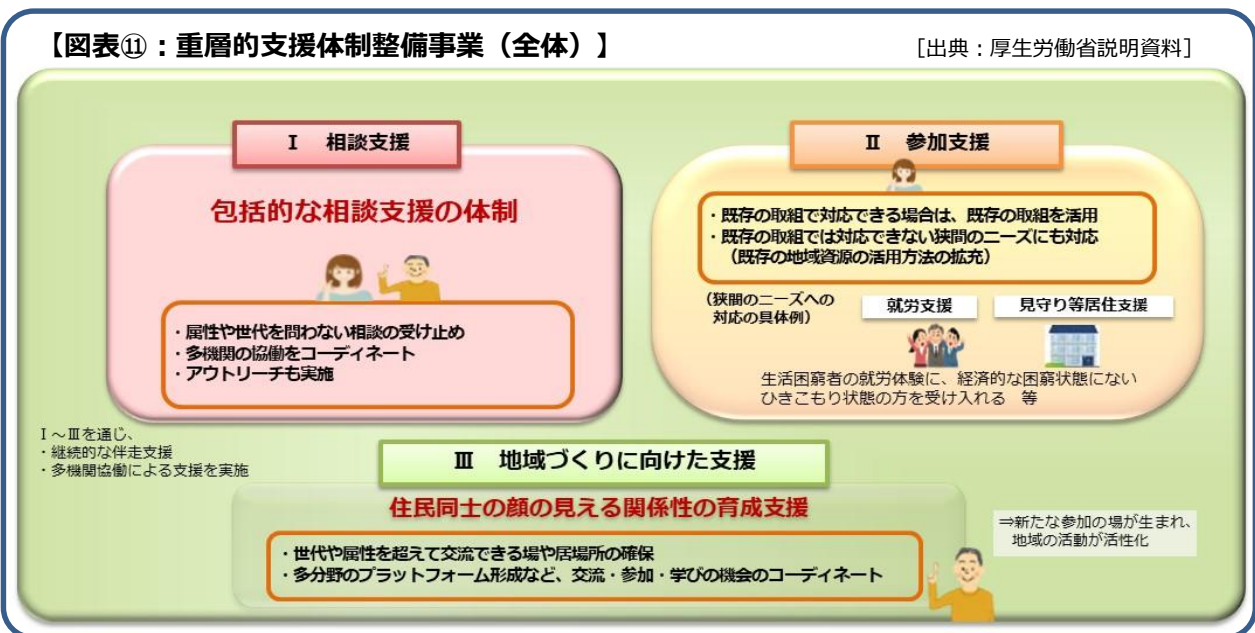 【図表⑪:重層的支援体制整備事業(全体)】
[出典:厚生労働省説明資料]
Ⅰ 相談支援
包括的な相談支援の体制
・属性や世代を問わない相談の受け止め
・多機関の協働をコーディネート
・アウトリーチも実施
Ⅱ 参加支援
・既存の取組で対応できる場合は、既存の取組を活用
・既存の取組では対応できない狭間のニーズにも対応
(既存の地域資源の活用方法の拡充)
(狭間のニーズへの
対応の具体例)
就労支援
見守り等居住支援
生活困窮者の就労体験に、経済的な困窮状態にない
ひきこもり状態の方を受け入れる 等
Ⅰ~Ⅲを通じ、
・継続的な伴走支援
・多機関協働による支援を実施
Ⅲ 地域づくりに向けた支援
住民同士の顔の見える関係性の育成支援
・世代や属性を超えて交流できる場や居場所の確保
・多分野のプラットフォーム形成など、交流・参加・学びの機会のコーディネート
⇒新たな参加の場が生まれ、
地域の活動が活性化